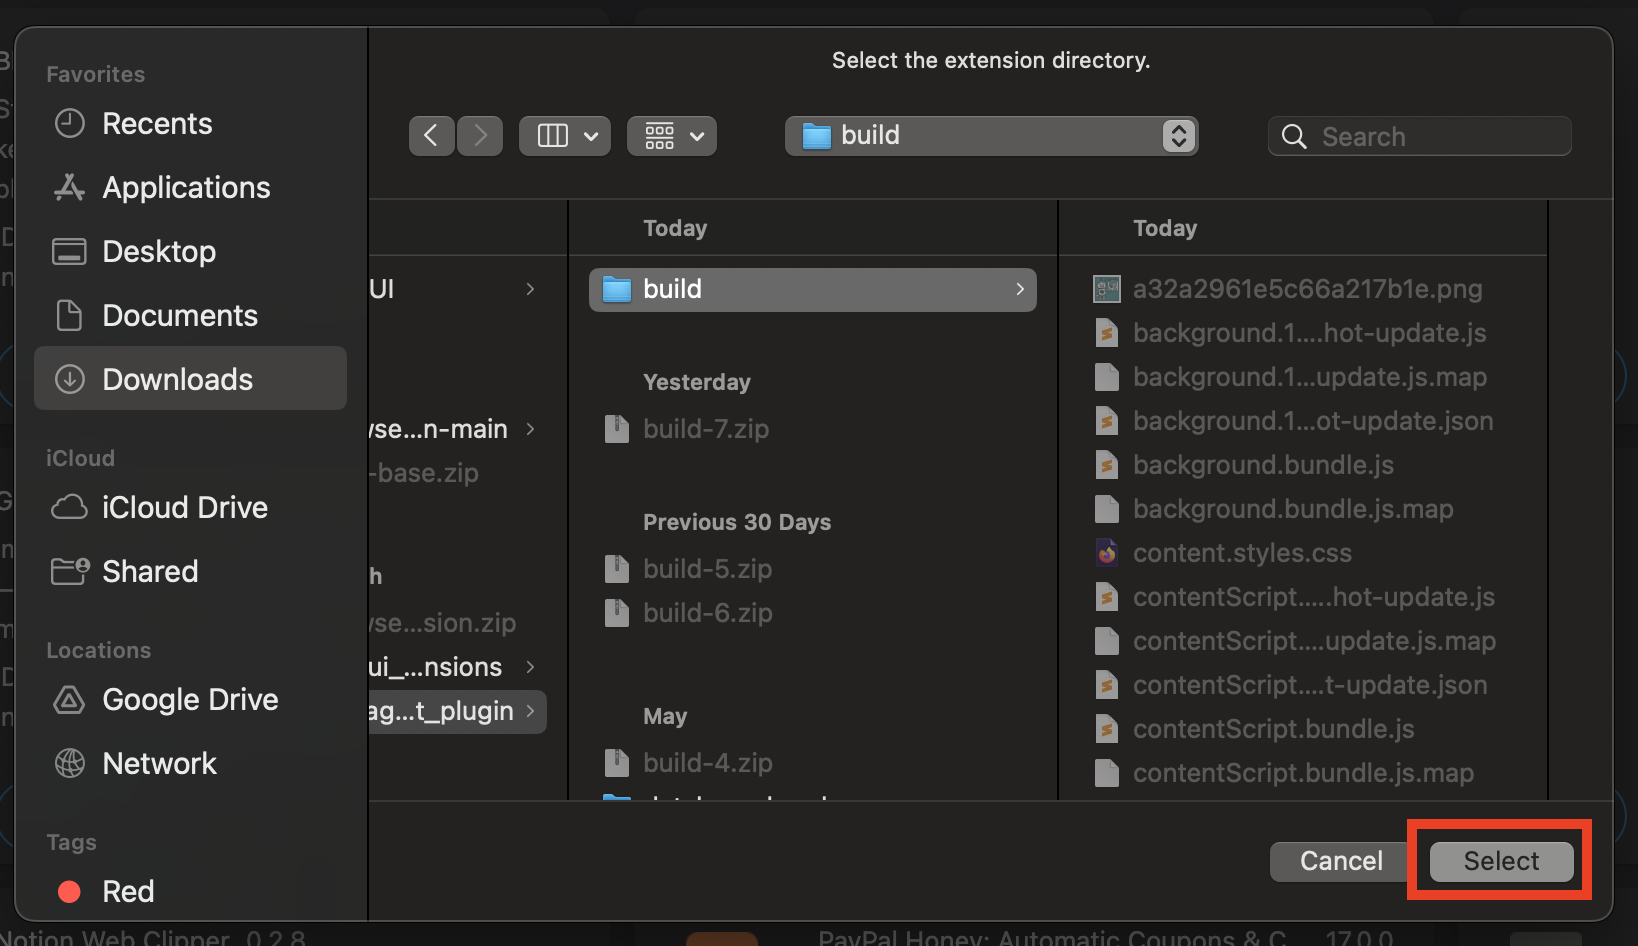 Select the extension directory.
Favorites
Recents
Applications
Desktop
Documents
Downloads
iCloud
iCloud Drive
Shared
Locations
Google Drive
Network
Tags
Red
build
Search
UI
vse...n-main
-base.zip
h
vse...sion.zip
ui_...nsions
ag...t_plugin
Today
build
Yesterday
build-7.zip
Previous 30 Days
build-5.zip
build-6.zip
May
build-4.zip
Today
a32a2961e5c66a217b1e.png
background.1....hot-update.js
background.1...update.js.map
background.1...ot-update.json
background.bundle.js
background.bundle.js.map
content.styles.css
contentScript.....hot-update.js
contentScript....update.js.map
contentScript....t-update.json
contentScript.bundle.js
contentScript.bundle.js.map
Cancel
Select
Notion Web Clipper 0.2.8
PayPal Honey: Automatic Coupons & C 17.0.0